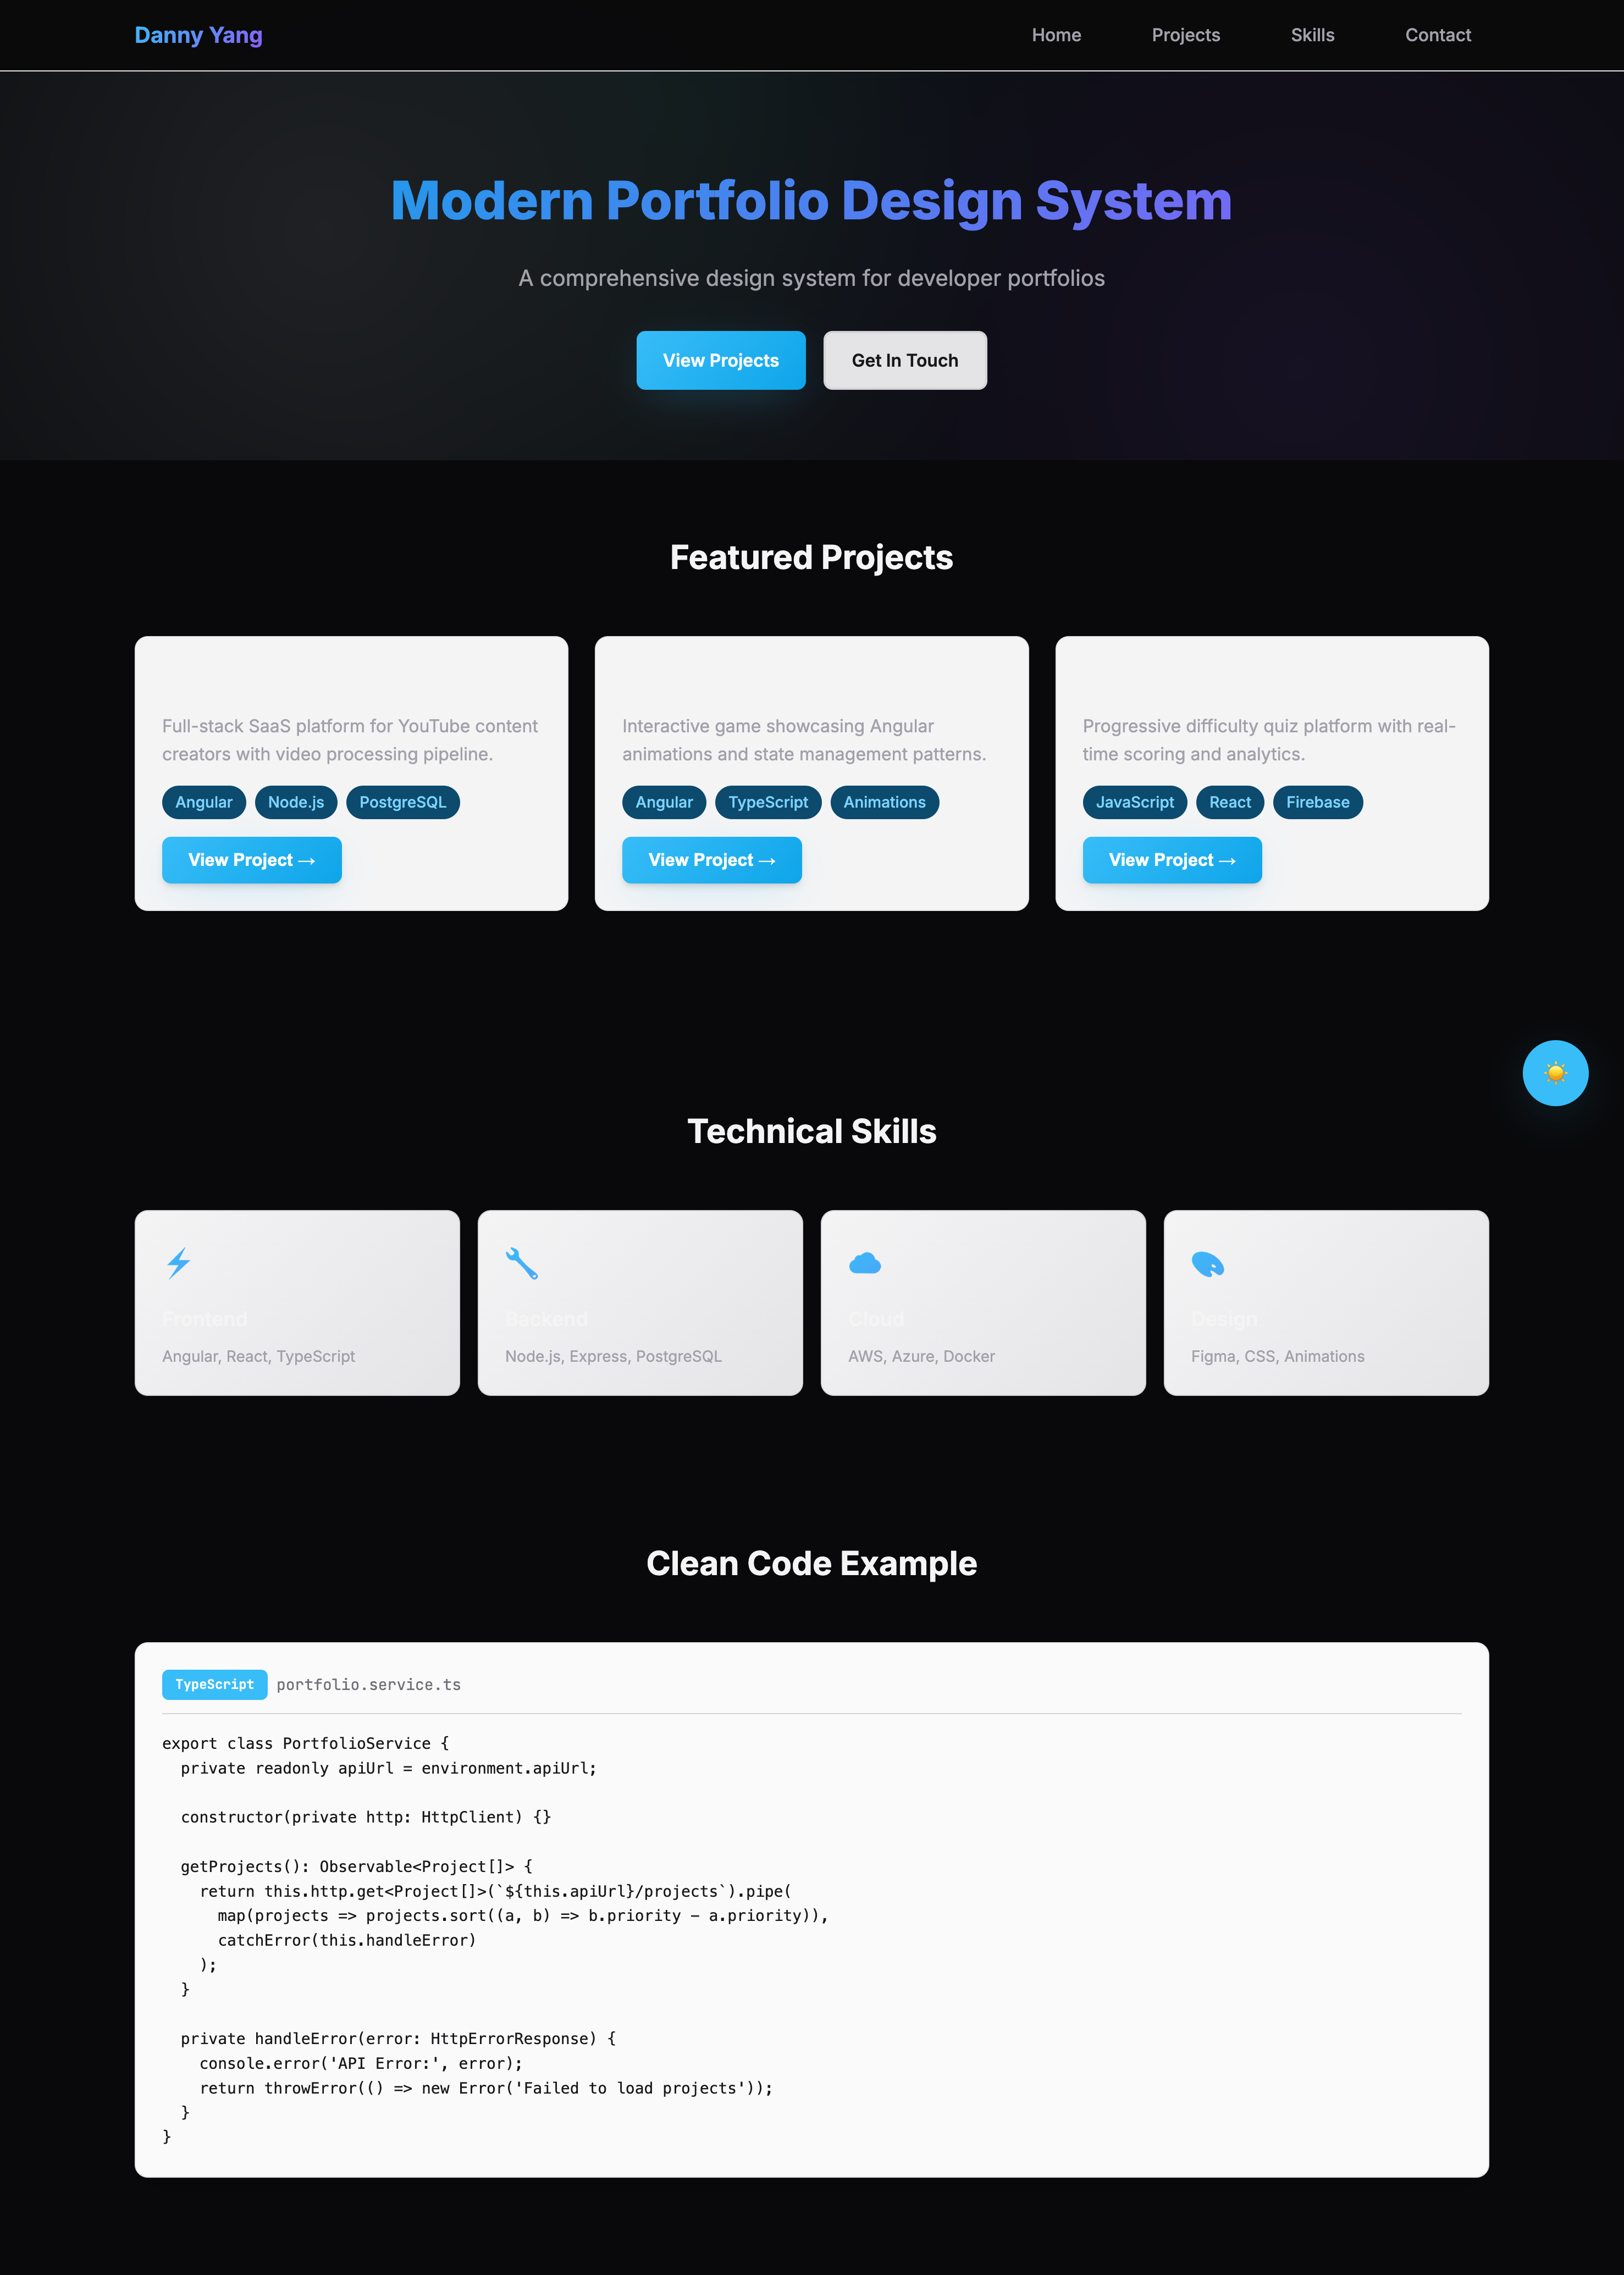 Danny Yang
Home Projects Skills Contact
Modern Portfolio Design System
A comprehensive design system for developer portfolios
View Projects
Get In Touch
Featured Projects
Full-stack SaaS platform for YouTube content
creators with video processing pipeline.
Angular Node.js PostgreSQL
View Project →
Interactive game showcasing Angular
animations and state management patterns.
Angular TypeScript Animations
View Project →
Progressive difficulty quiz platform with real-
time scoring and analytics.
JavaScript React Firebase
View Project →
Technical Skills
Frontend
Angular, React, TypeScript
Backend
Node.js, Express, PostgreSQL
Cloud
AWS, Azure, Docker
Design
Figma, CSS, Animations
Clean Code Example
TypeScript portfolio.service.ts
export class PortfolioService {
  private readonly apiUrl = environment.apiUrl;
  constructor(private http: HttpClient) {}
  getProjects(): Observable<Project[]> {
    return this.http.get<Project[]>(`${this.apiUrl}/projects`).pipe(
      map(projects => projects.sort((a, b) => b.priority - a.priority)),
      catchError(this.handleError)
    );
  }
  private handleError(error: HttpErrorResponse) {
    console.error('API Error:', error);
    return throwError(() => new Error('Failed to load projects'));
  }
}